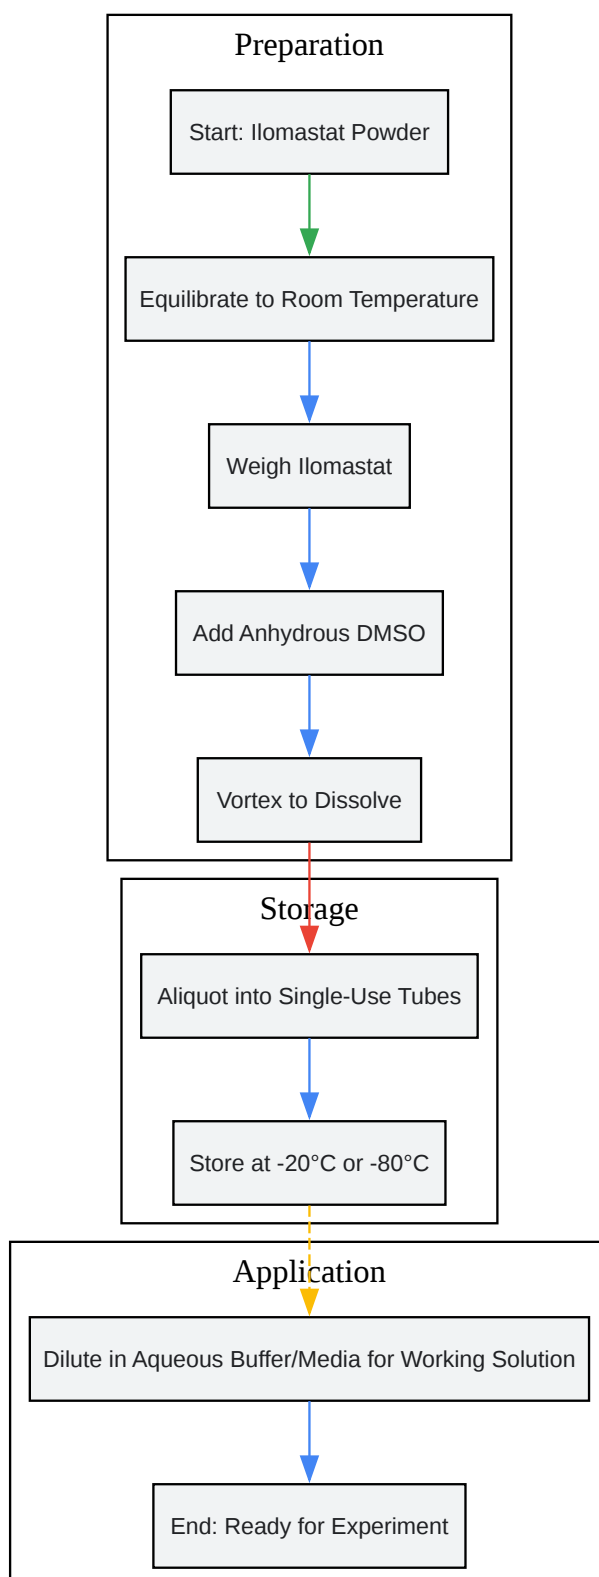 Preparation
Start: Ilomastat Powder
Equilibrate to Room Temperature
Weigh Ilomastat
Add Anhydrous DMSO
Vortex to Dissolve
Storage
Aliquot into Single-Use Tubes
Store at -20°C or -80°C
Application
Dilute in Aqueous Buffer/Media for Working Solution
End: Ready for Experiment